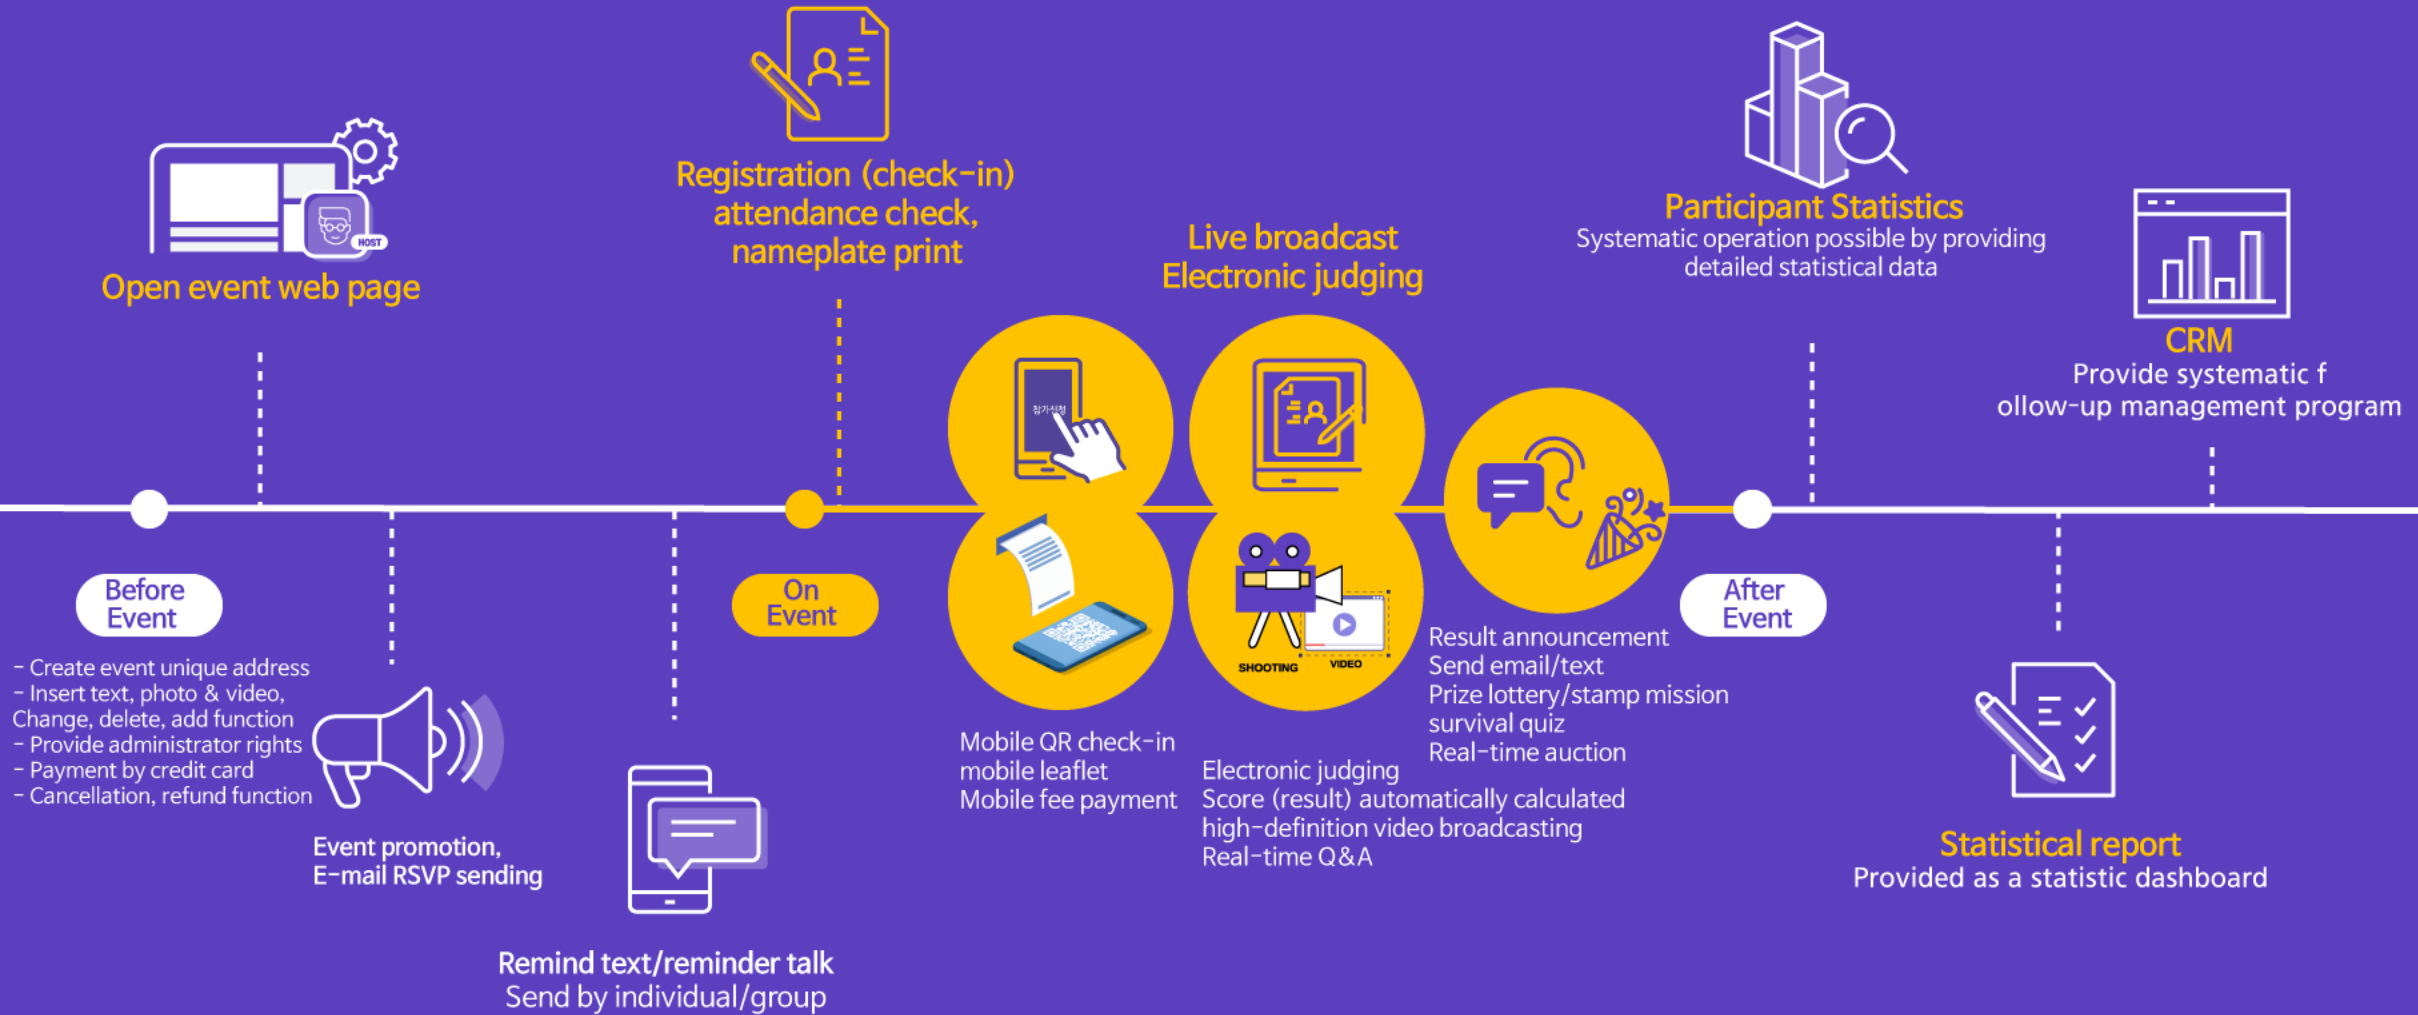 HOST
Open event web page
Before
Event
- Create event unique address
- Insert text, photo & video,
Change, delete, add function
- Provide administrator rights
- Payment by credit card
- Cancellation, refund function
Event promotion,
E-mail RSVP sending
Remind text/reminder talk
Send by individual/group
Registration (check-in)
attendance check,
nameplate print
On
Event
참가신청
Mobile QR check-in
mobile leaflet
Mobile fee payment
Live broadcast
Electronic judging
SHOOTING
VIDEO
Electronic judging
Score (result) automatically calculated
high-definition video broadcasting
Real-time Q&A
Result announcement
Send email/text
Prize lottery/stamp mission
survival quiz
Real-time auction
After
Event
Participant Statistics
Systematic operation possible by providing
detailed statistical data
Statistical report
Provided as a statistic dashboard
CRM
Provide systematic f
ollow-up management program